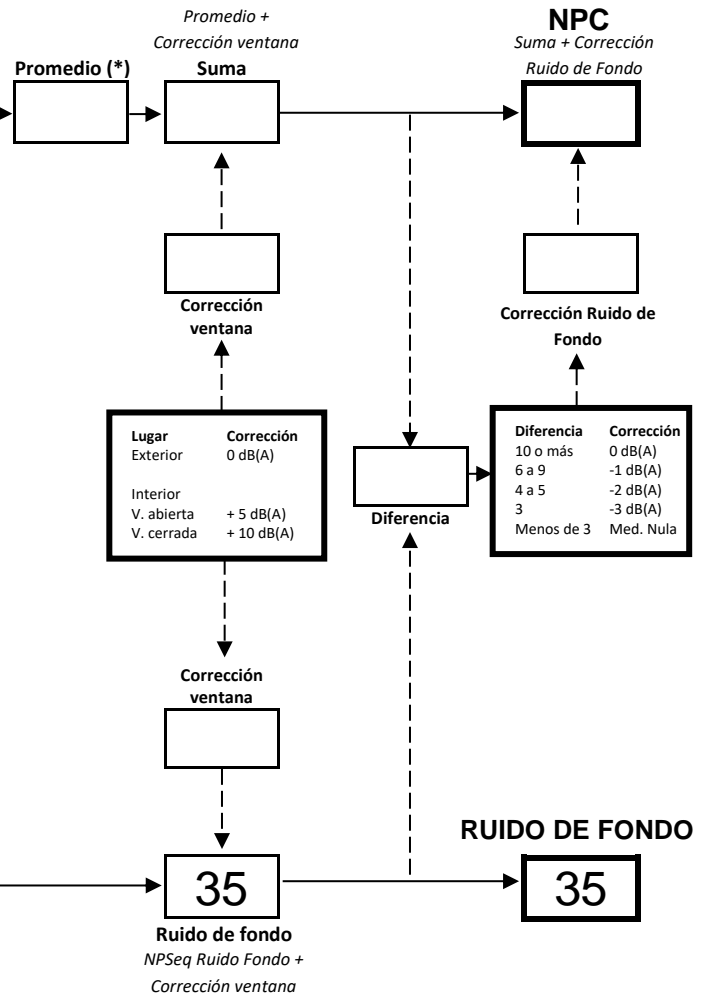 Promedio +
Corrección ventana
Promedio (*)
Suma
NPC
Suma + Corrección
Ruido de Fondo
Corrección
ventana
Corrección Ruido de
Fondo
Lugar Corrección
Exterior 0 dB(A)
Interior
V. abierta + 5 dB(A)
V. cerrada + 10 dB(A)
Diferencia
Diferencia Corrección
10 o más 0 dB(A)
6 a 9 -1 dB(A)
4 a 5 -2 dB(A)
3 -3 dB(A)
Menos de 3 Med. Nula
Corrección
ventana
35
Ruido de fondo
NPSeq Ruido Fondo +
Corrección ventana
RUIDO DE FONDO
35